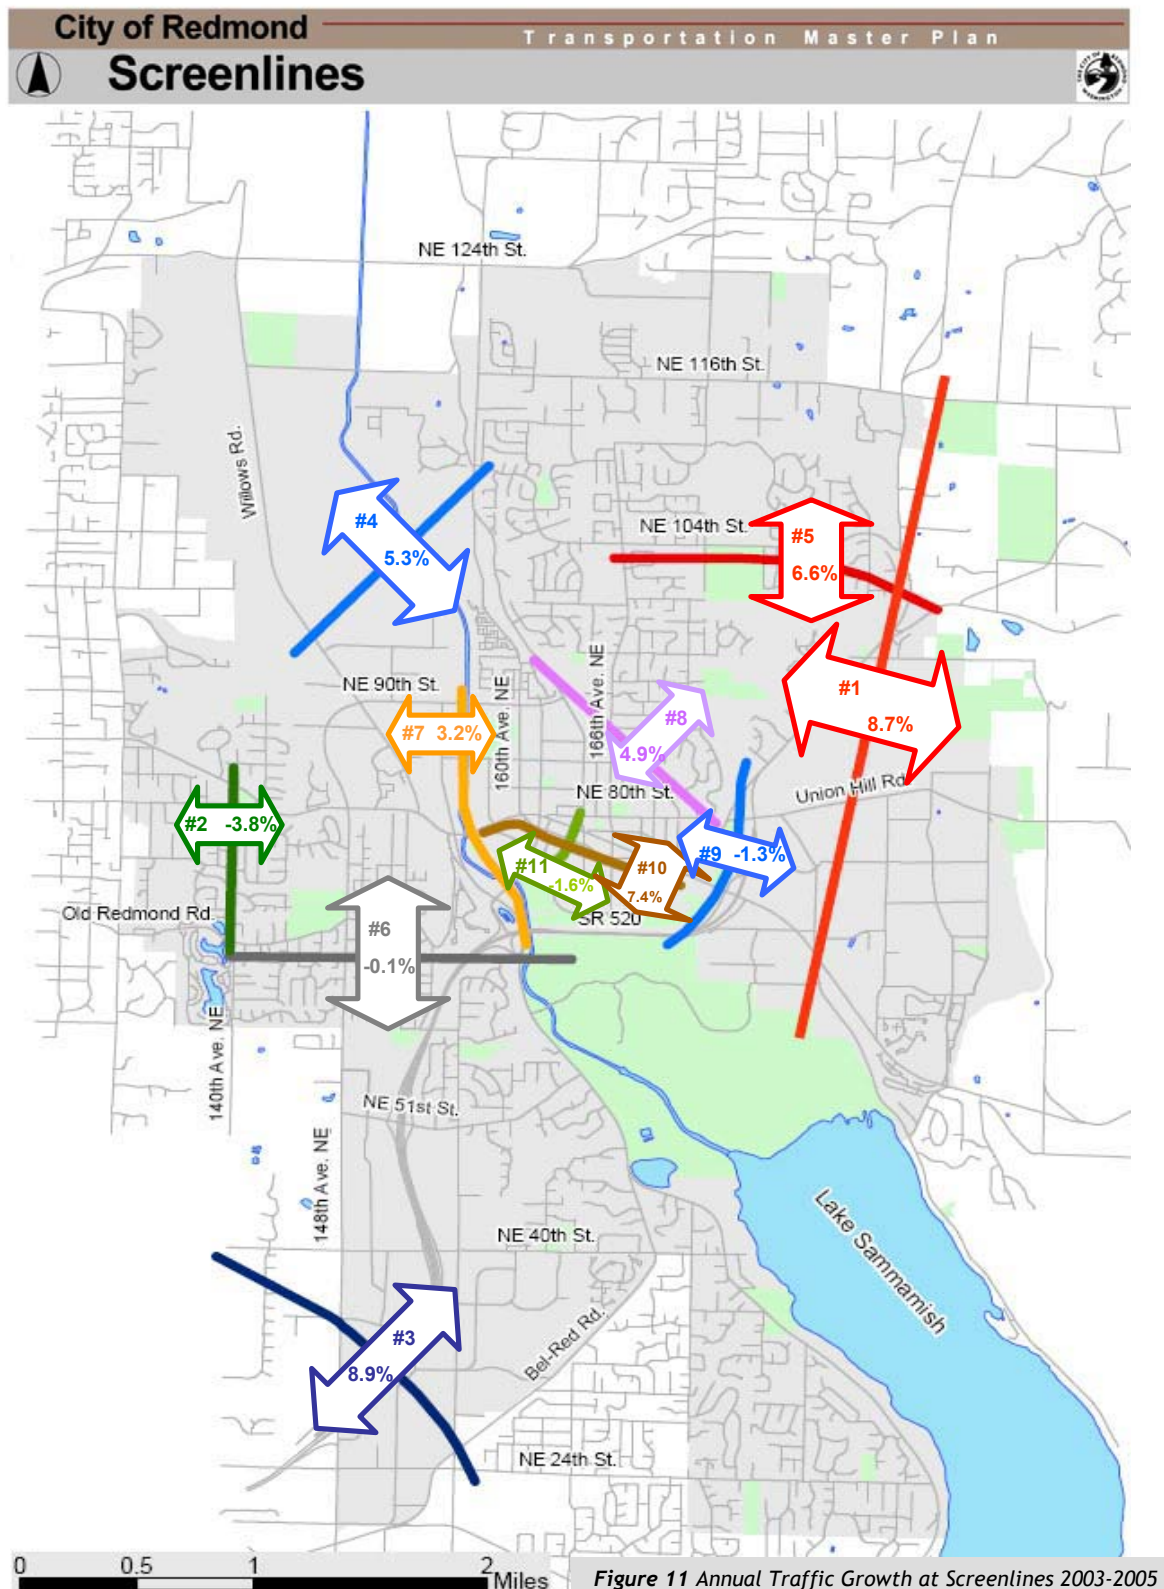 City of Redmond
Transportation Master Plan
Screenlines
NE 124th St.
NE 116th St.
Willows Rd.
#4
5.3%
NE 104th St.
#5
6.6%
NE 90th St.
160th Ave. NE
166th Ave. NE
#1
8.7%
#8
4.9%
#7 3.2%
NE 80th St.
Union Hill Rd.
#2 -3.8%
#9 -1.3%
#11
-1.6%
#10
7.4%
Old Redmond Rd.
SR 520
#6
-0.1%
140th Ave. NE
NE 51st St.
148th Ave. NE
NE 40th St.
Lake Sammamish
#3
8.9%
Bel-Red Rd.
NE 24th St.
0 0.5 1 2 Miles
Figure 11 Annual Traffic Growth at Screenlines 2003-2005